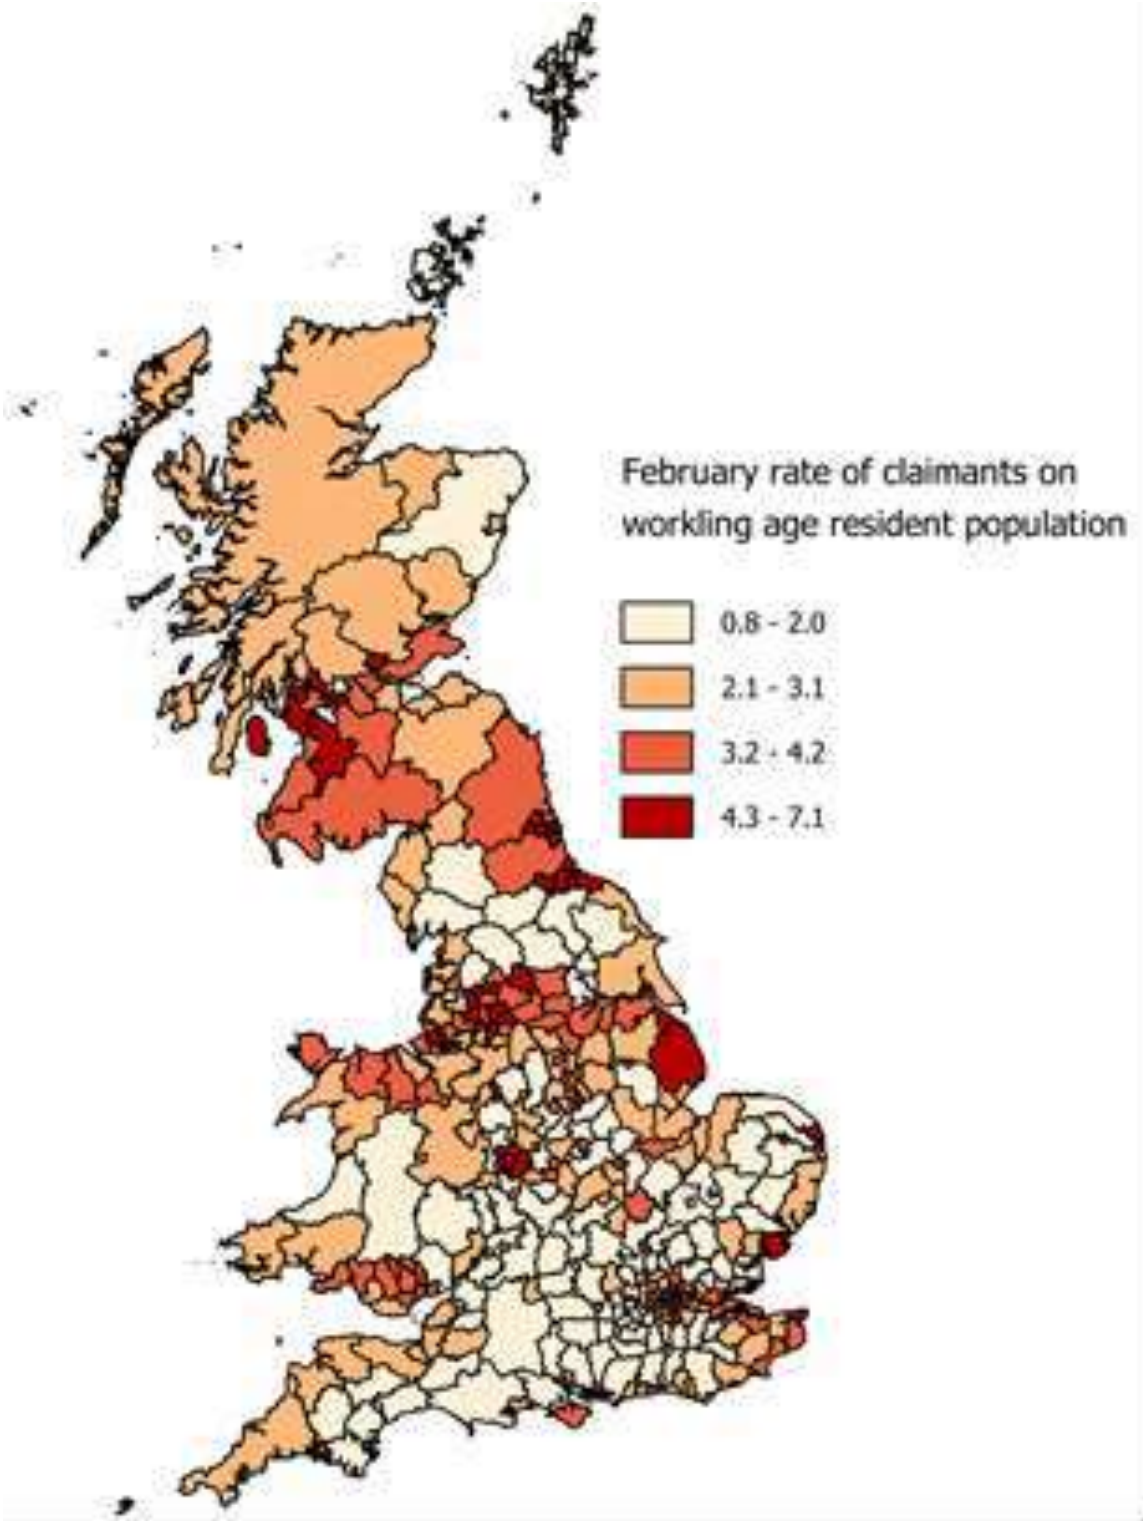 February rate of claimants on
workling age resident population
0.8 - 2.0
2.1 - 3.1
3.2 - 4.2
4.3 - 7.1